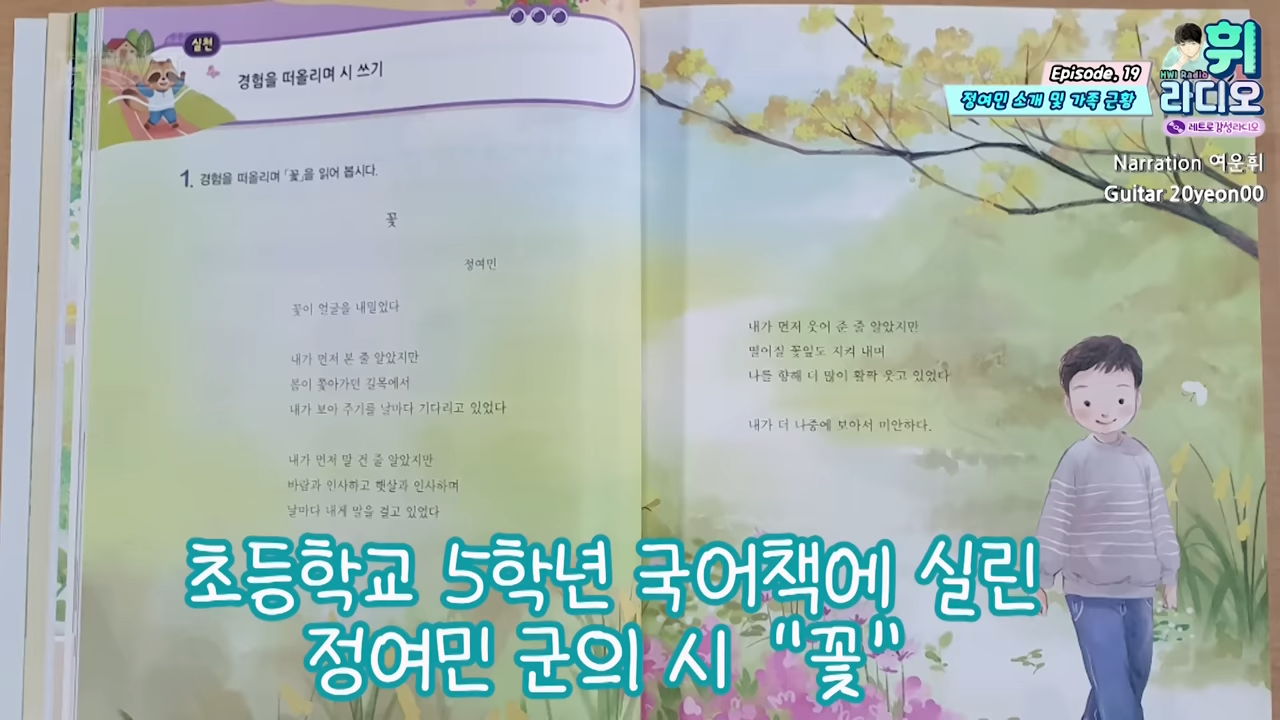 실천
경험을 떠올리며 시 쓰기
1. 경험을 떠올리며 「꽃」을 읽어 봅시다.
꽃
정여민
꽃이 얼굴을 내밀었다
내가 먼저 본 줄 알았지만
봄이 쫓아가던 길목에서
내가 보아 주기를 날마다 기다리고 있었다
내가 먼저 말 건 줄 알았지만
바람과 인사하고 햇살과 인사하며
날마다 내게 말을 걸고 있었다
내가 먼저 웃어 준 줄 알았지만
떨어질 꽃잎도 지켜 내며
나를 향해 더 많이 활짝 웃고 있었다
내가 더 나중에 보아서 미안하다.
Episode. 19
정여민 소개 및 가족 근황
휘
HWI Radio
라디오
레트로감성라디오
Narration 여운휘
Guitar 20yeon00
초등학교 5학년 국어책에 실린
정여민 군의 시 "꽃"